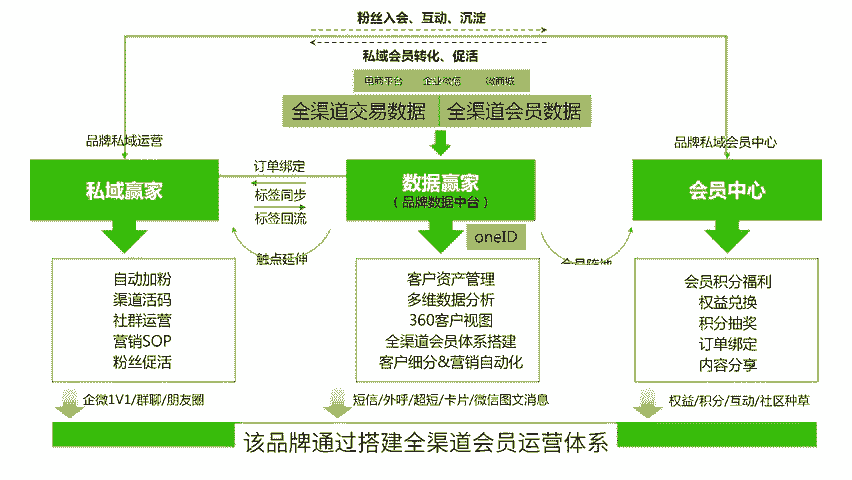 粉丝入会、互动、沉淀
私域会员转化、促活
电商平台 企业微信 微商城
全渠道交易数据 全渠道会员数据
品牌私域运营
品牌私域会员中心
私域赢家
订单绑定
标签同步
标签回流
数据赢家
（品牌数据中台）
会员中心
oneID
触点延伸
自动加粉
渠道活码
社群运营
营销SOP
粉丝促活
客户资产管理
多维数据分析
360客户视图
全渠道会员体系搭建
客户细分&营销自动化
会员积分福利
权益兑换
积分抽奖
订单绑定
内容分享
企微1V1/群聊/朋友圈
短信/外呼/超短/卡片/微信图文消息
权益/积分/互动/社区种草
该品牌通过搭建全渠道会员运营体系